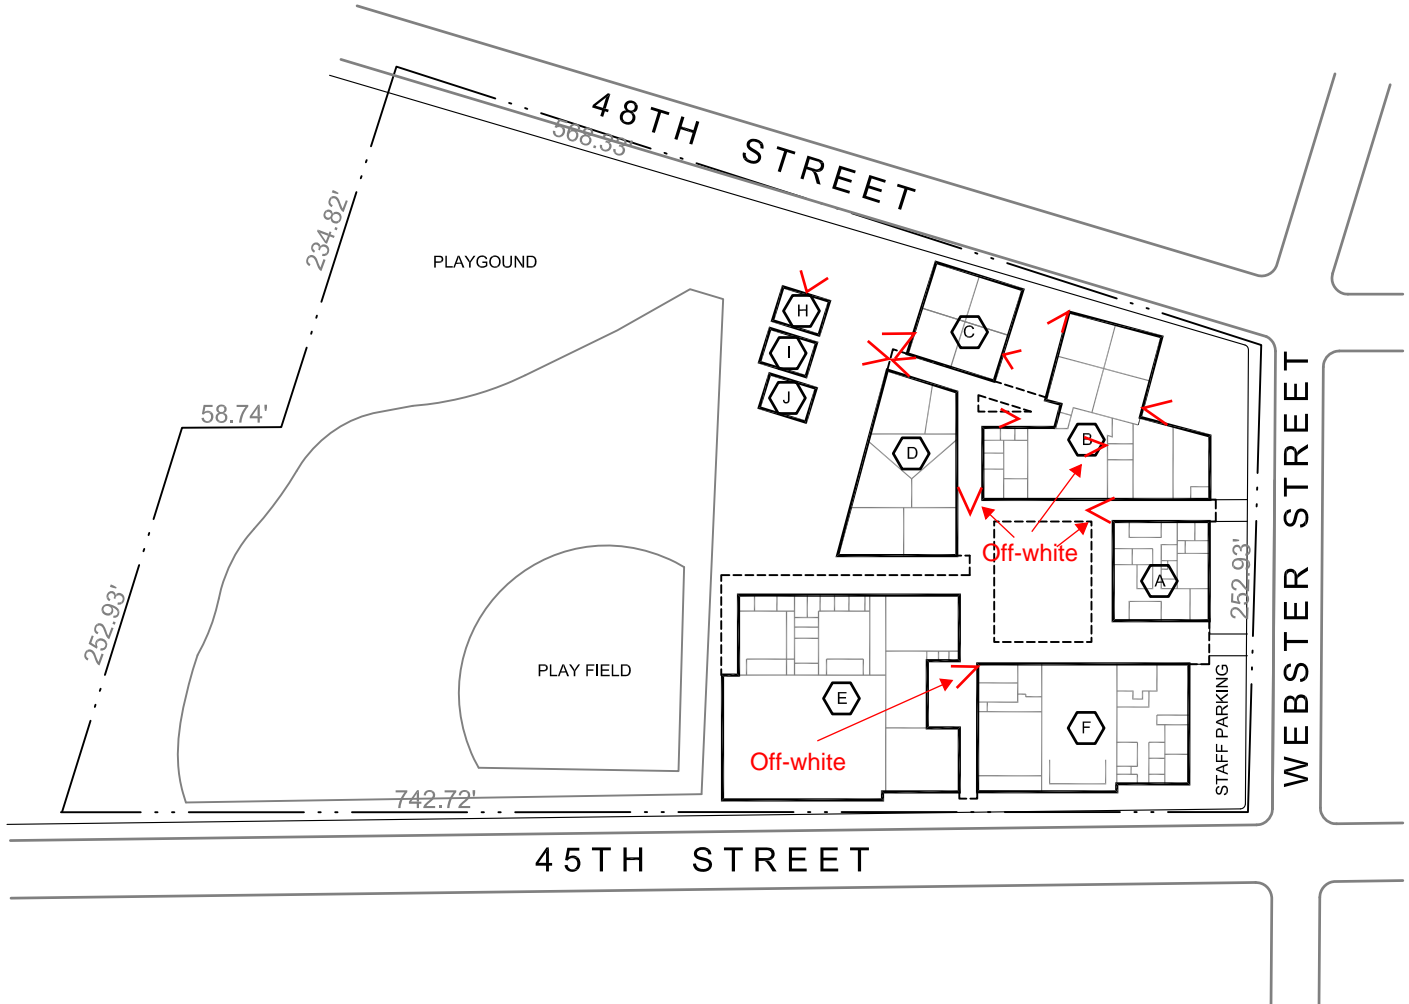 48TH STREET
568.33'
234.82'
PLAYGOUND
H
C
I
J
58.74'
B
D
WEBSTER STREET
Off-white
252.93'
A
252.93'
PLAY FIELD
E
STAFF PARKING
F
Off-white
742.72'
45TH STREET